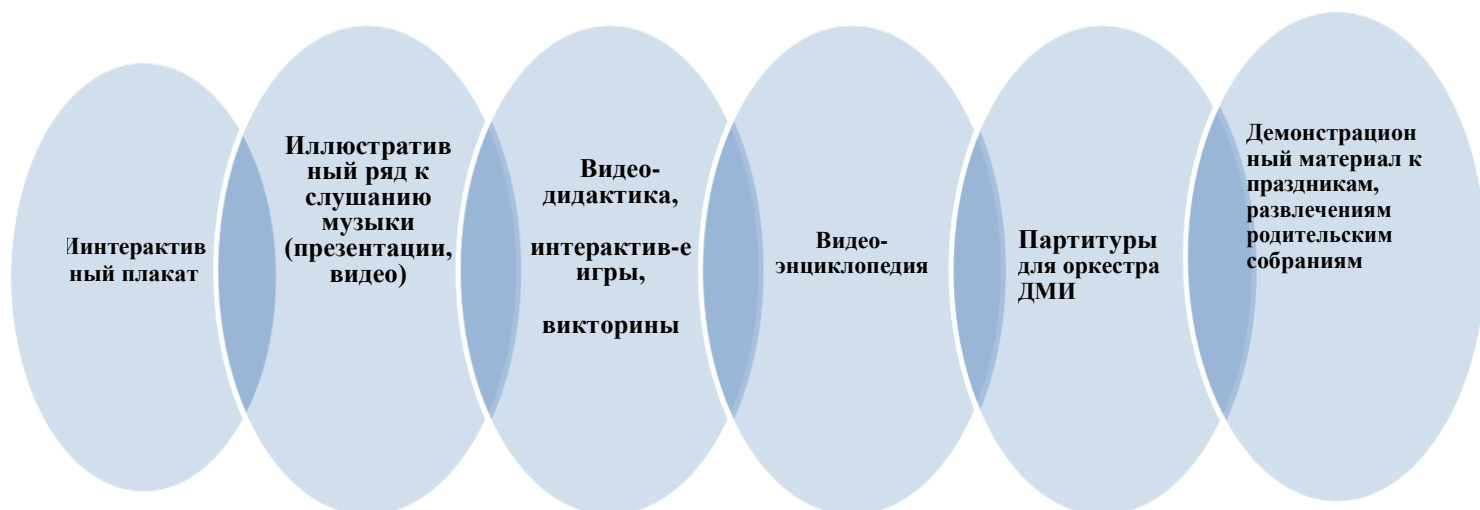 Иинтерактив
ный плакат
Иллюстратив
ный ряд к
слушанию
музыки
(презентации,
видео)
Видео-
дидактика,
интерактив-е
игры,
викторины
Видео-
энциклопедия
Партитуры
для оркестра
ДМИ
Демонстрацион
ный материал к
праздникам,
развлечениям
родительским
собраниям